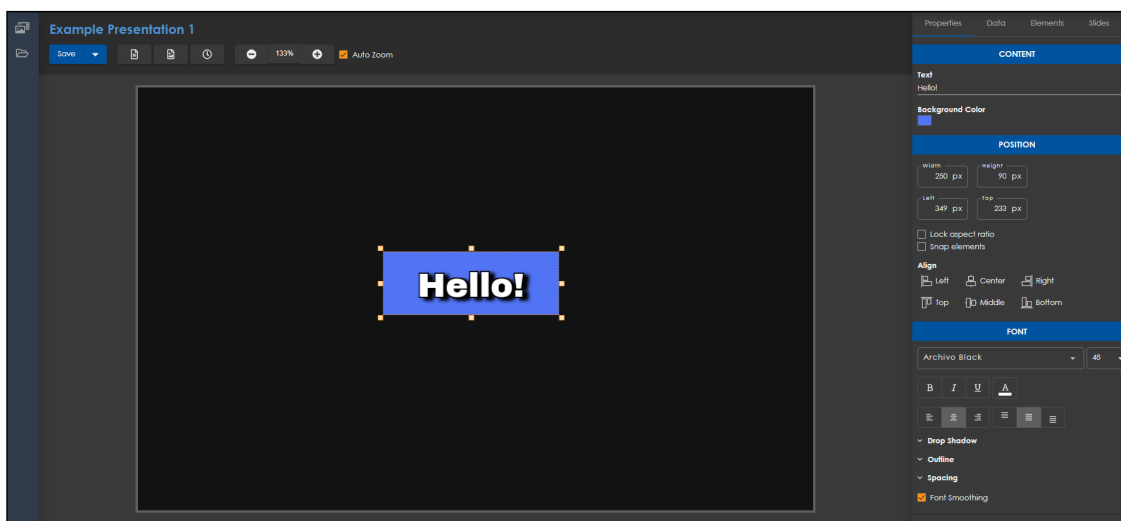 Example Presentation 1
Save
133%
Auto Zoom
Hello!
Properties Data Elements Slides
CONTENT
Text
Hello!
Background Color
POSITION
Width Height
250 px 90 px
Left Top
349 px 233 px
Lock aspect ratio
Snap elements
Align
Left Center Right
Top Middle Bottom
FONT
Archivo Black 48
B I U A
Drop Shadow
Outline
Spacing
Font Smoothing